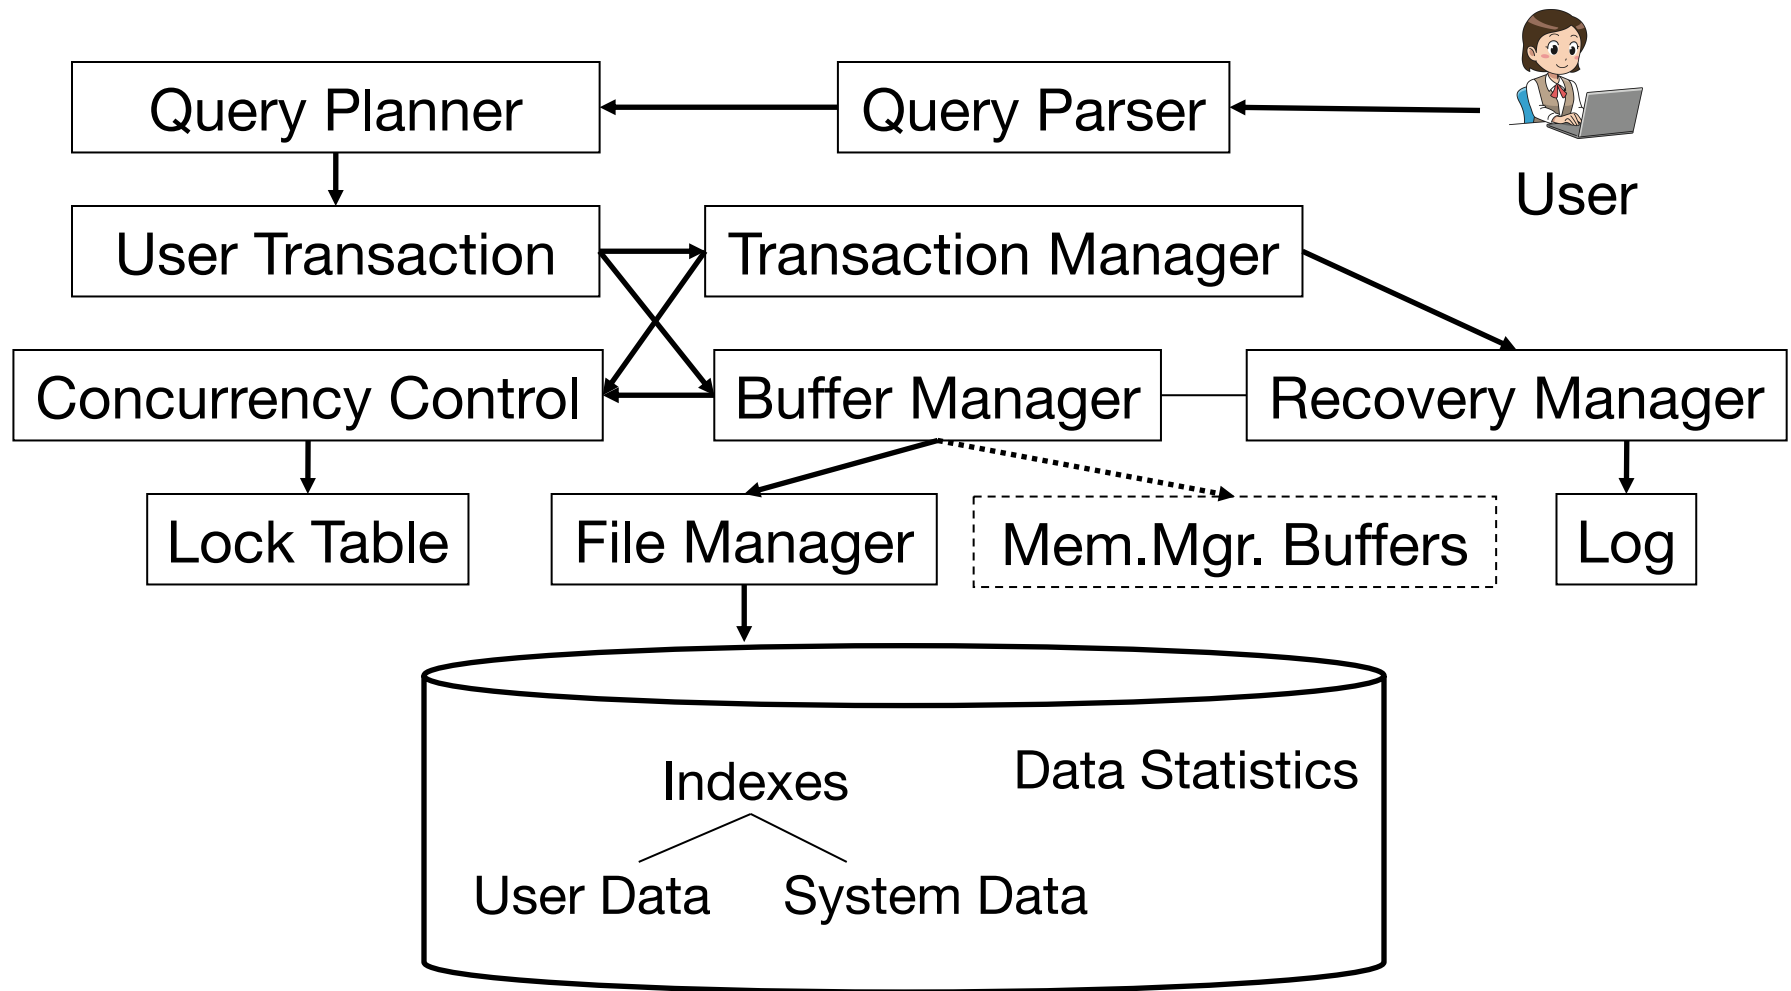 Query Planner
Query Parser
User
User Transaction
Transaction Manager
Concurrency Control
Buffer Manager
Recovery Manager
Lock Table
File Manager
Mem.Mgr. Buffers
Log
Indexes
Data Statistics
User Data
System Data